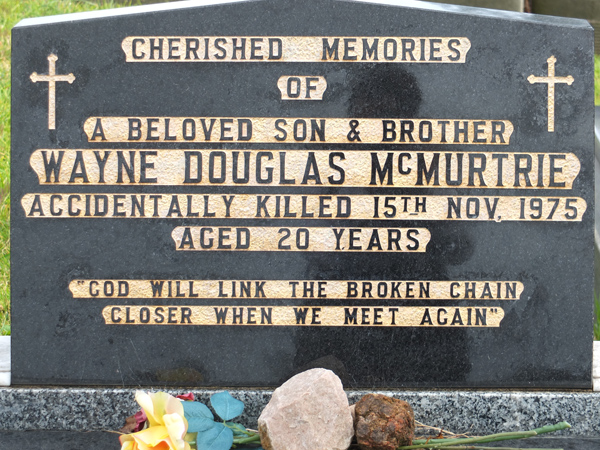 CHERISHED MEMORIES
OF
A BELOVED SON & BROTHER
WAYNE DOUGLAS McMURTRIE
ACCIDENTALLY KILLED 15TH NOV, 1975
AGED 20 YEARS
"GOD WILL LINK THE BROKEN CHAIN
CLOSER WHEN WE MEET AGAIN"